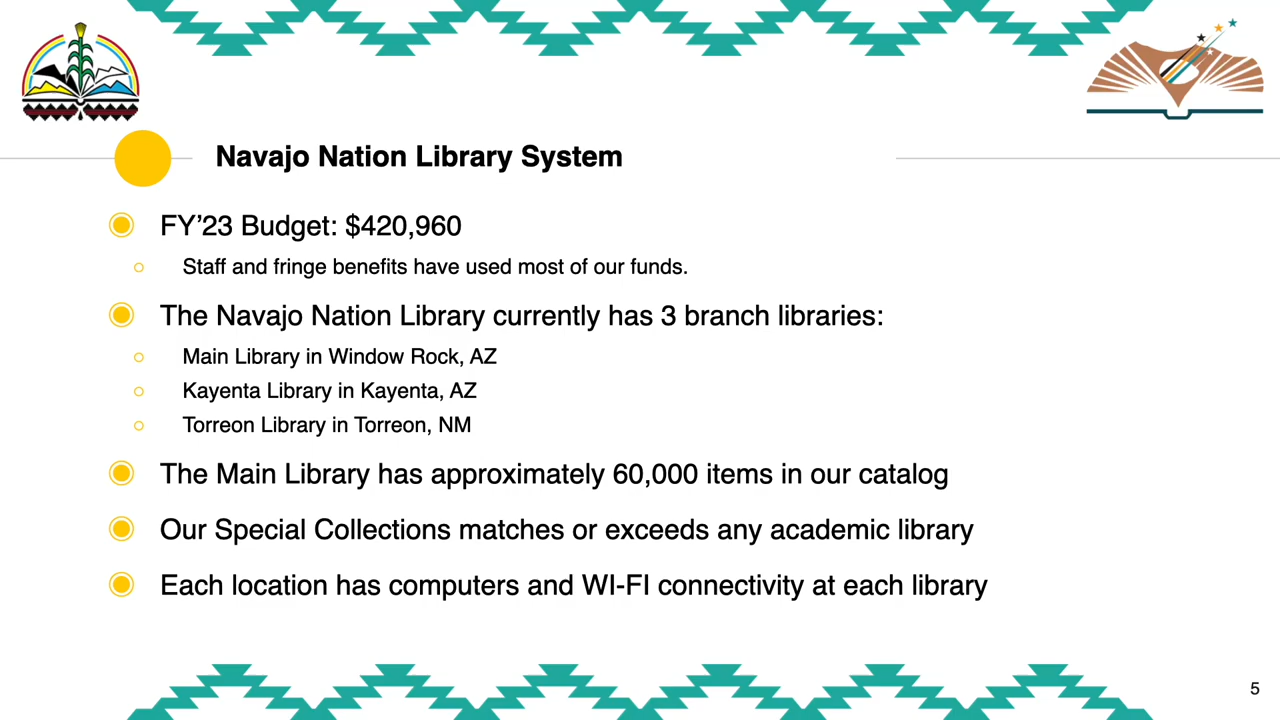 Navajo Nation Library System
FY’23 Budget: $420,960
Staff and fringe benefits have used most of our funds.
The Navajo Nation Library currently has 3 branch libraries:
Main Library in Window Rock, AZ
Kayenta Library in Kayenta, AZ
Torreon Library in Torreon, NM
The Main Library has approximately 60,000 items in our catalog
Our Special Collections matches or exceeds any academic library
Each location has computers and WI-FI connectivity at each library
5